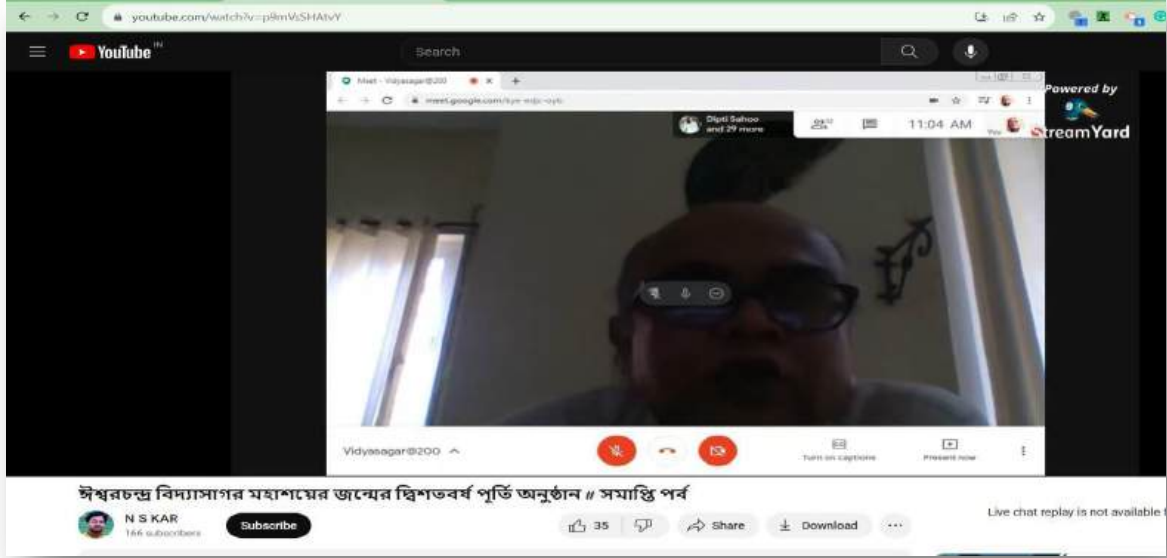 youtube.com/watch?v=p9mVsSHAtvY
YouTube IN
Search
Meet - Vidyasagar@200
meet.google.com/
Powered by
StreamYard
Dipti Sahoo
and 29 more
11:04 AM
You
Vidyasagar@200
Turn on captions
Present now
ঈশ্বরচন্দ্র বিদ্যাসাগর মহাশয়ের জন্মের দ্বিশতবর্ষ পূর্তি অনুষ্ঠান // সমাপ্তি পর্ব
N S KAR
166 subscribers
Subscribe
35
Share
Download
Live chat replay is not available